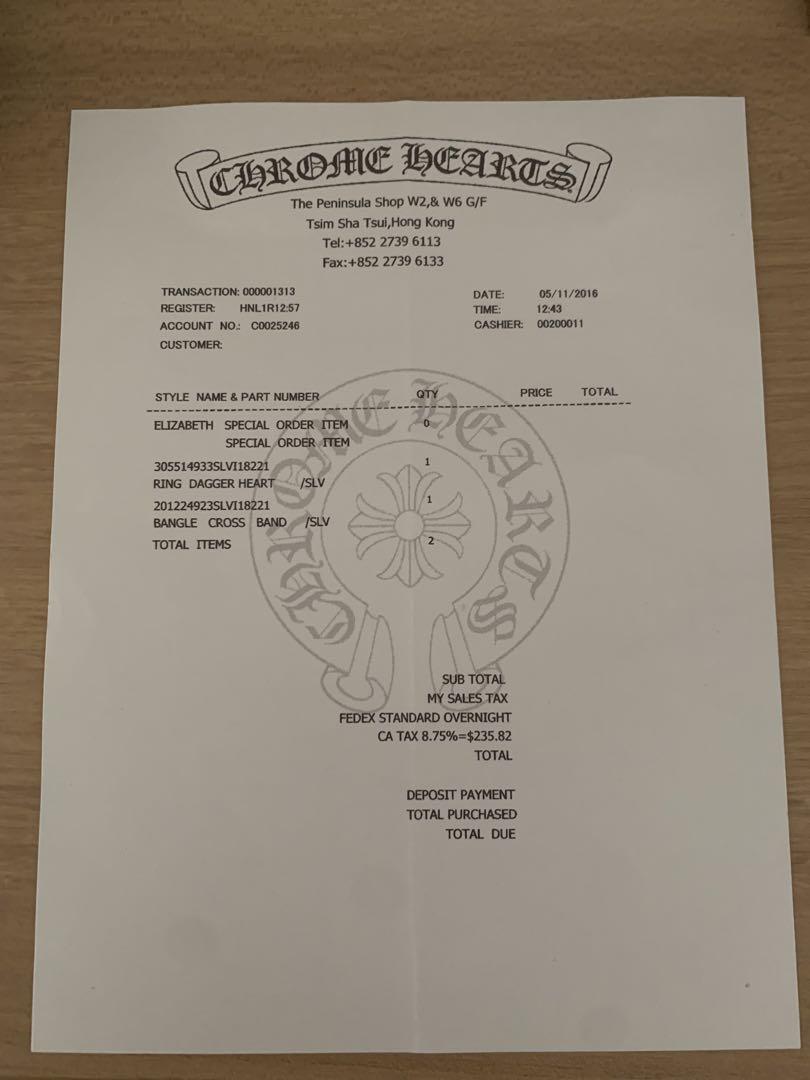 CHROME HEARTS
The Peninsula Shop W2,& W6 G/F
Tsim Sha Tsui,Hong Kong
Tel:+852 2739 6113
Fax:+852 2739 6133
TRANSACTION: 000001313
REGISTER: HNL1R12:57
ACCOUNT NO.: C0025246
CUSTOMER:
DATE: 05/11/2016
TIME: 12:43
CASHIER: 00200011
STYLE NAME & PART NUMBER QTY PRICE TOTAL
ELIZABETH SPECIAL ORDER ITEM 0
SPECIAL ORDER ITEM
305514933SLVI18221 1
RING DAGGER HEART /SLV
201224923SLVI18221 1
BANGLE CROSS BAND /SLV
TOTAL ITEMS 2
CHROME HEARTS
SUB TOTAL
MY SALES TAX
FEDEX STANDARD OVERNIGHT
CA TAX 8.75%=$235.82
TOTAL
DEPOSIT PAYMENT
TOTAL PURCHASED
TOTAL DUE